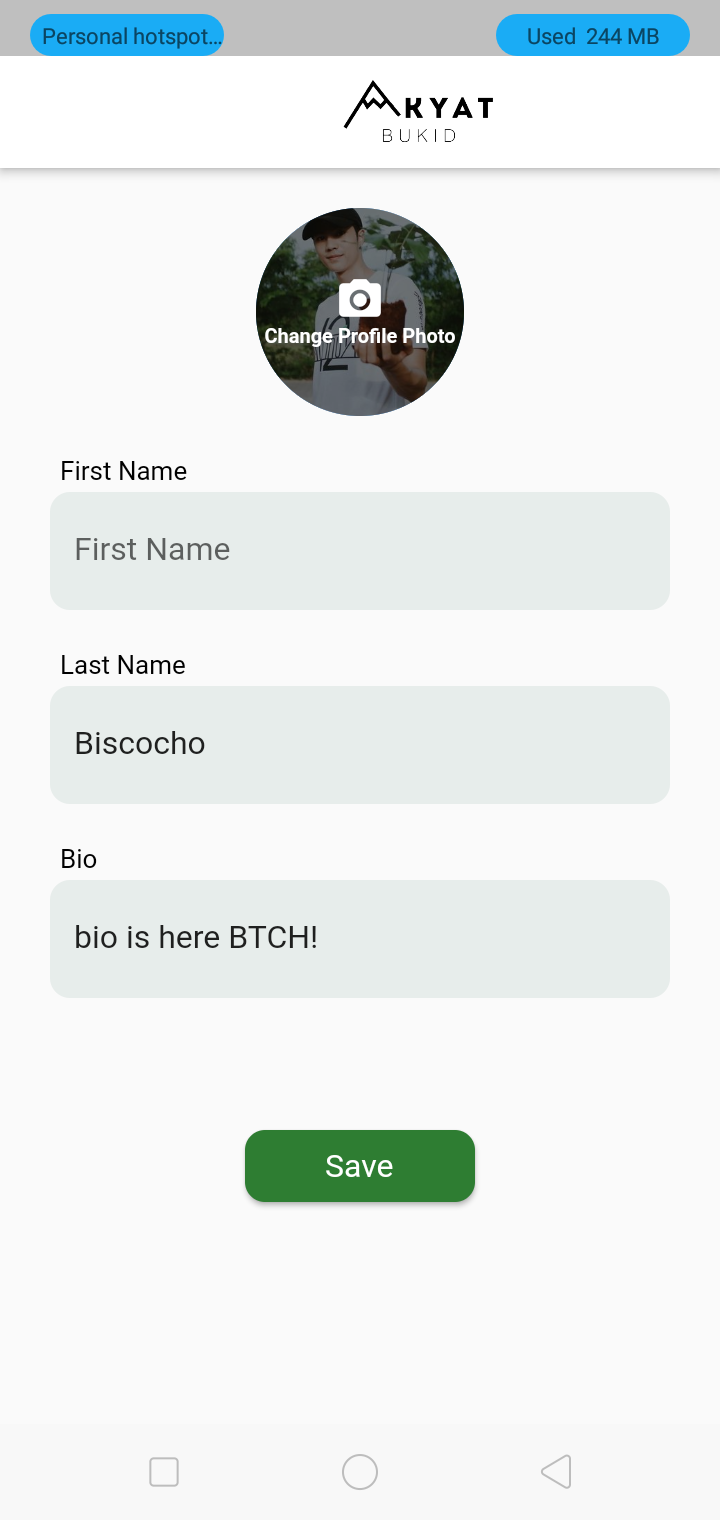 Personal hotspot...
Used 244 MB
AKYAT
BUKID
Change Profile Photo
First Name
First Name
Last Name
Biscocho
Bio
bio is here BTCH!
Save